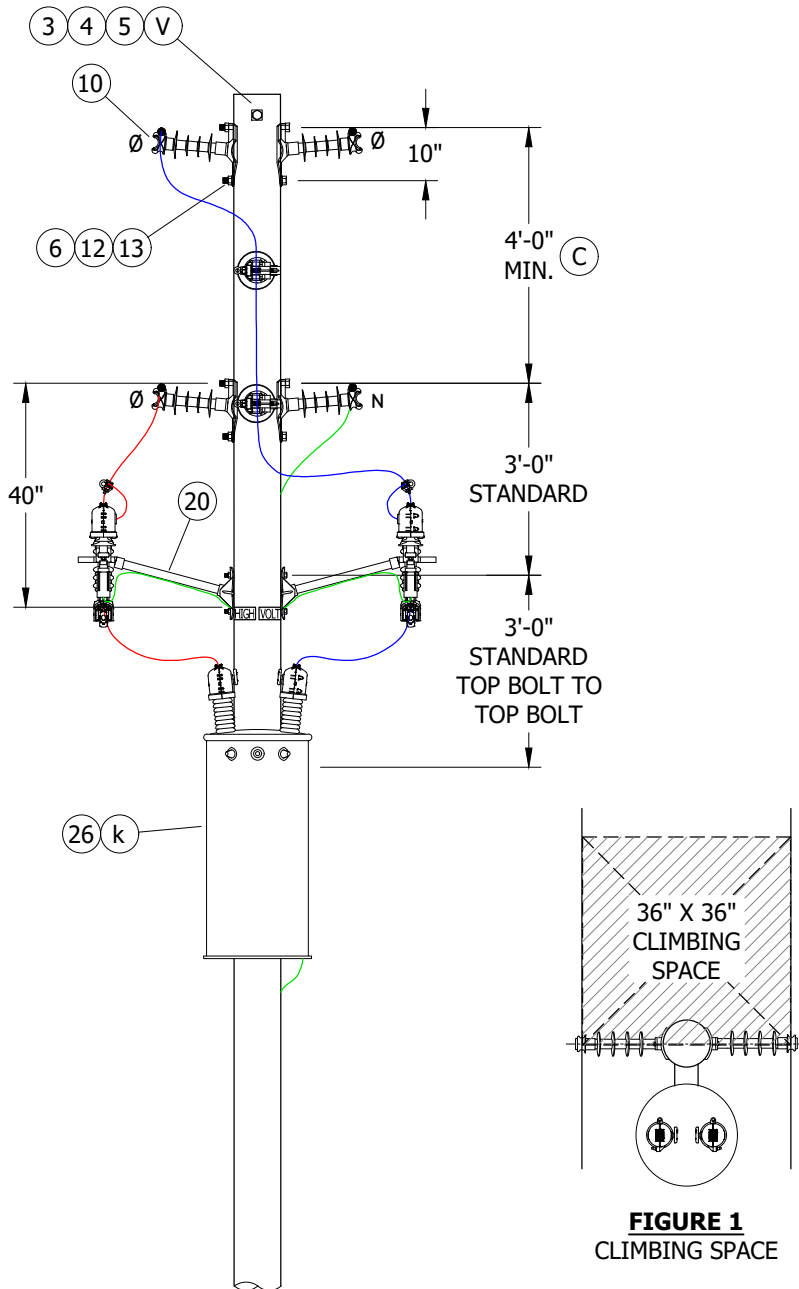 3 4 5 V
10
Ø
Ø
10"
6 12 13
4'-0"
MIN.
C
Ø
N
40"
20
3'-0"
STANDARD
HIGH VOLT
3'-0"
STANDARD
TOP BOLT TO
TOP BOLT
26 k
36" X 36"
CLIMBING
SPACE
FIGURE 1
CLIMBING SPACE